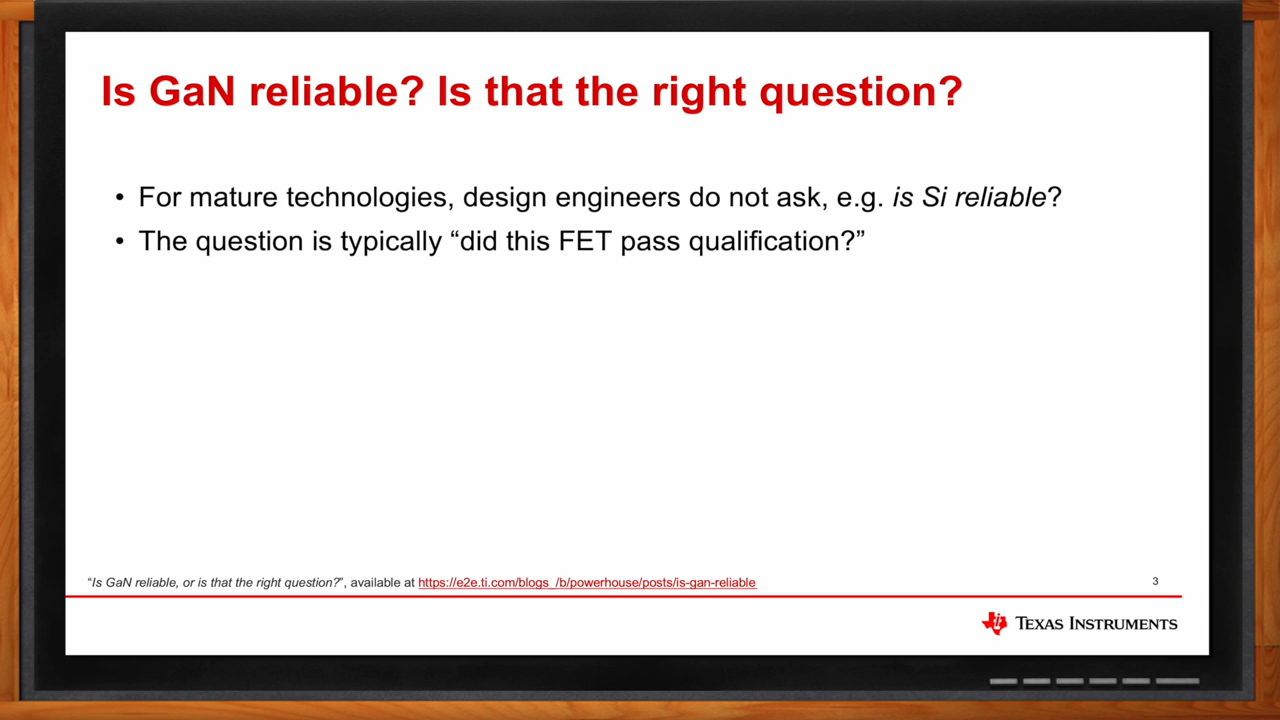 Is GaN reliable? Is that the right question?
• For mature technologies, design engineers do not ask, e.g. is Si reliable?
• The question is typically “did this FET pass qualification?”
“Is GaN reliable, or is that the right question?”, available at https://e2e.ti.com/blogs_/b/powerhouse/posts/is-gan-reliable
3
TEXAS INSTRUMENTS